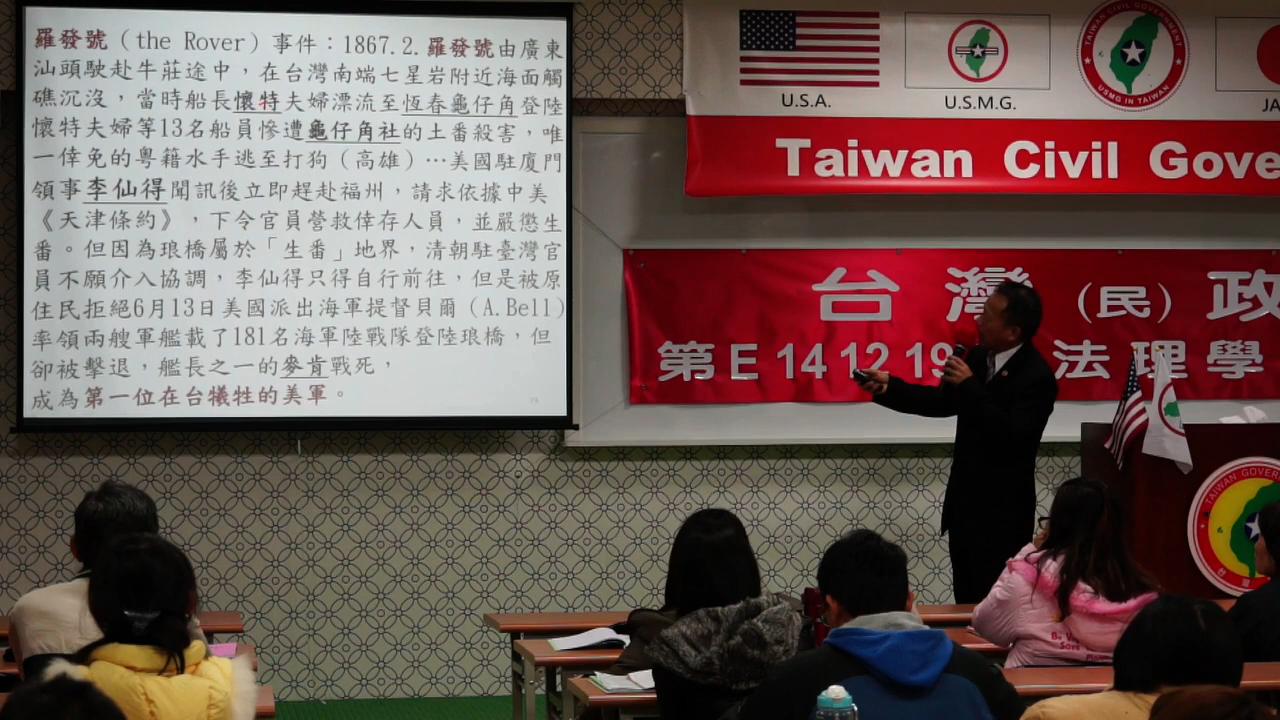 羅發號（the Rover）事件：1867.2.羅發號由廣東
汕頭駛赴牛莊途中，在台灣南端七星岩附近海面觸
礁沉沒，當時船長懷特夫婦漂流至恆春龜仔角登陸
懷特夫婦等13名船員慘遭龜仔角社的土番殺害，唯
一倖免的粵籍水手逃至打狗（高雄）…美國駐廈門
領事李仙得聞訊後立即趕赴福州，請求依據中美
《天津條約》，下令官員營救倖存人員，並嚴懲生
番。但因為琅橋屬於「生番」地界，清朝駐臺灣官
員不願介入協調，李仙得只得自行前往，但是被原
住民拒絕6月13日美國派出海軍提督貝爾（A.Bell）
率領兩艘軍艦載了181名海軍陸戰隊登陸琅橋，但
卻被擊退，艦長之一的麥肯戰死，
成為第一位在台犧牲的美軍。
U.S.A.
U.S.M.G.
TAIWAN CIVIL GOVERNMENT
USMG IN TAIWAN
JA
Taiwan Civil Gove
台灣（民）政
第E 14 12 19
法理學
TAIWAN GOVER
Be